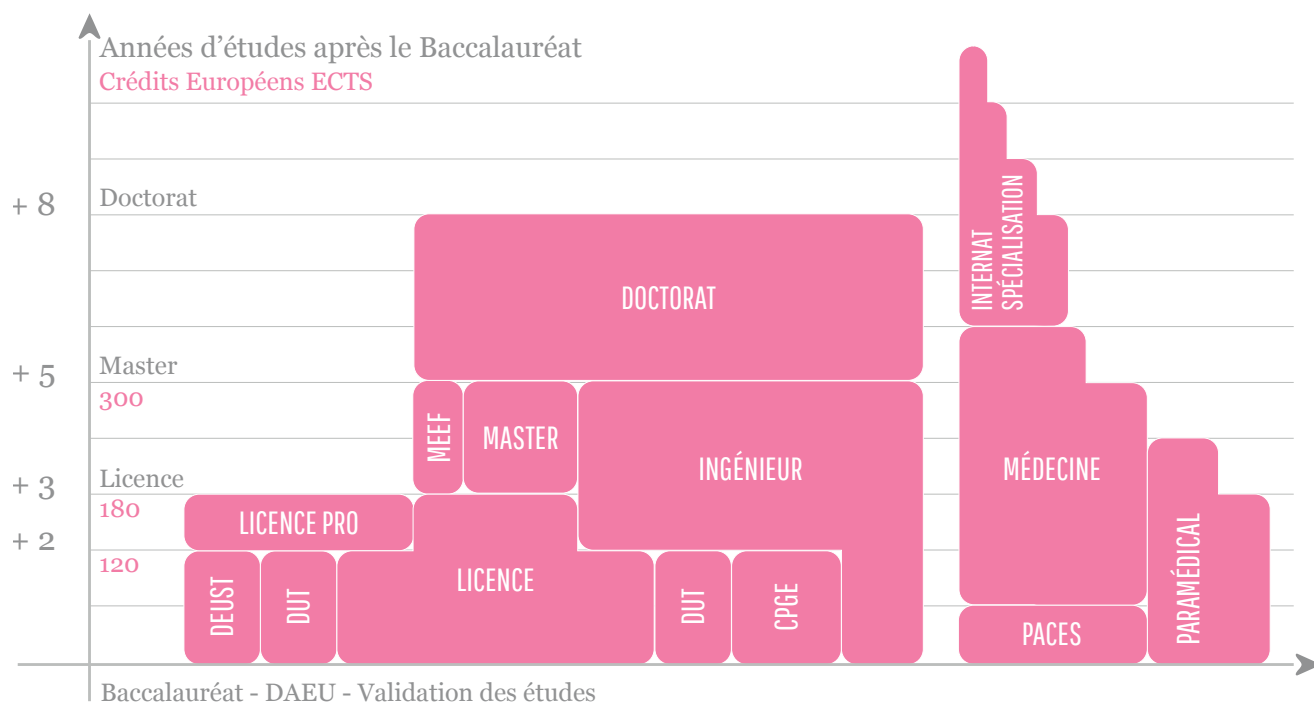 Années d’études après le Baccalauréat
Crédits Européens ECTS
+ 8
Doctorat
DOCTORAT
INTERNAT
SPÉCIALISATION
+ 5
Master
300
MEEF
MASTER
INGÉNIEUR
MÉDECINE
+ 3
Licence
180
LICENCE PRO
+ 2
120
DEUST
DUT
LICENCE
DUT
CPGE
PACES
PARAMÉDICAL
Baccalauréat - DAEU - Validation des études